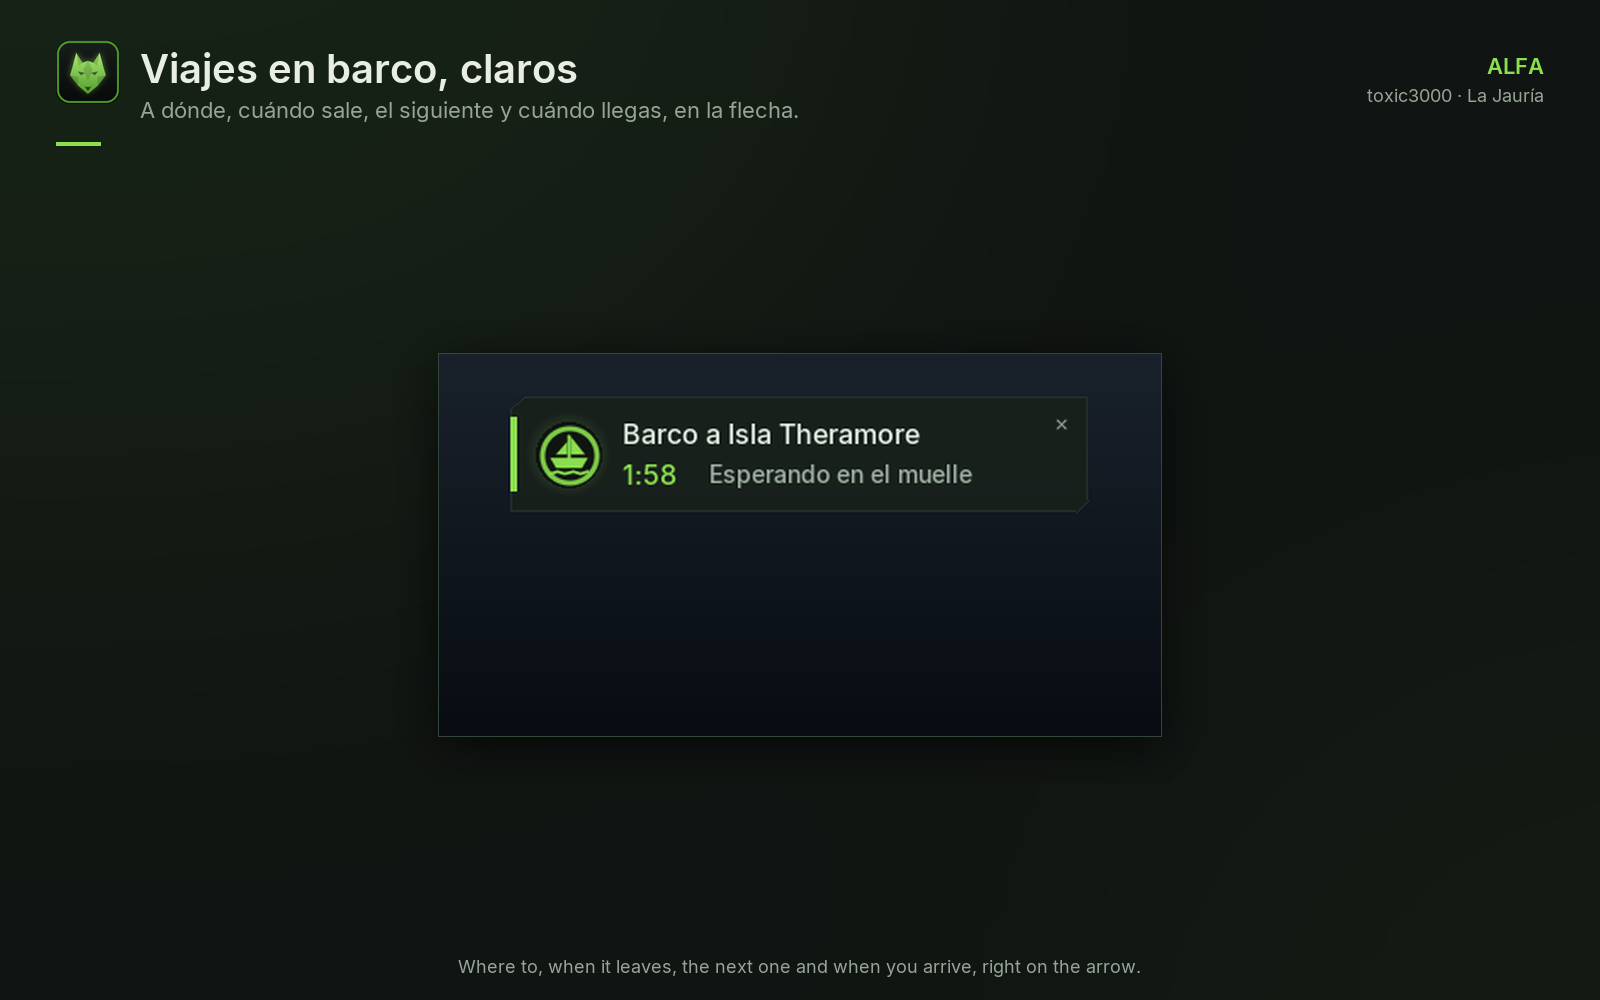 Viajes en barco, claros
A dónde, cuándo sale, el siguiente y cuándo llegas, en la flecha.
ALFA
toxic3000 · La Jauría
Barco a Isla Theramore
×
1:58 Esperando en el muelle
Where to, when it leaves, the next one and when you arrive, right on the arrow.